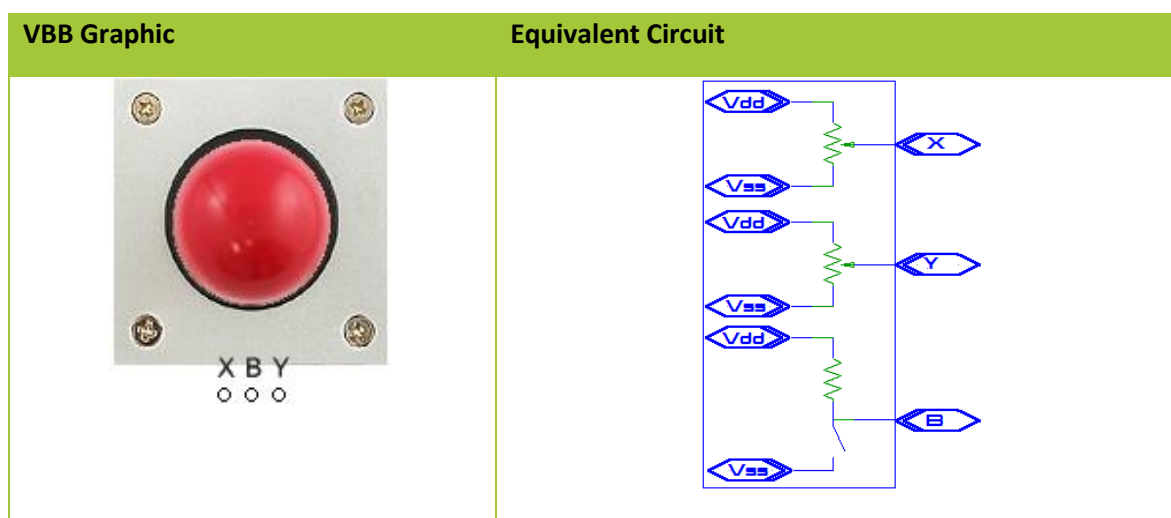 VBB Graphic
Equivalent Circuit
X B Y
Vdd
X
Vss
Vdd
Y
Vss
Vdd
B
Vss